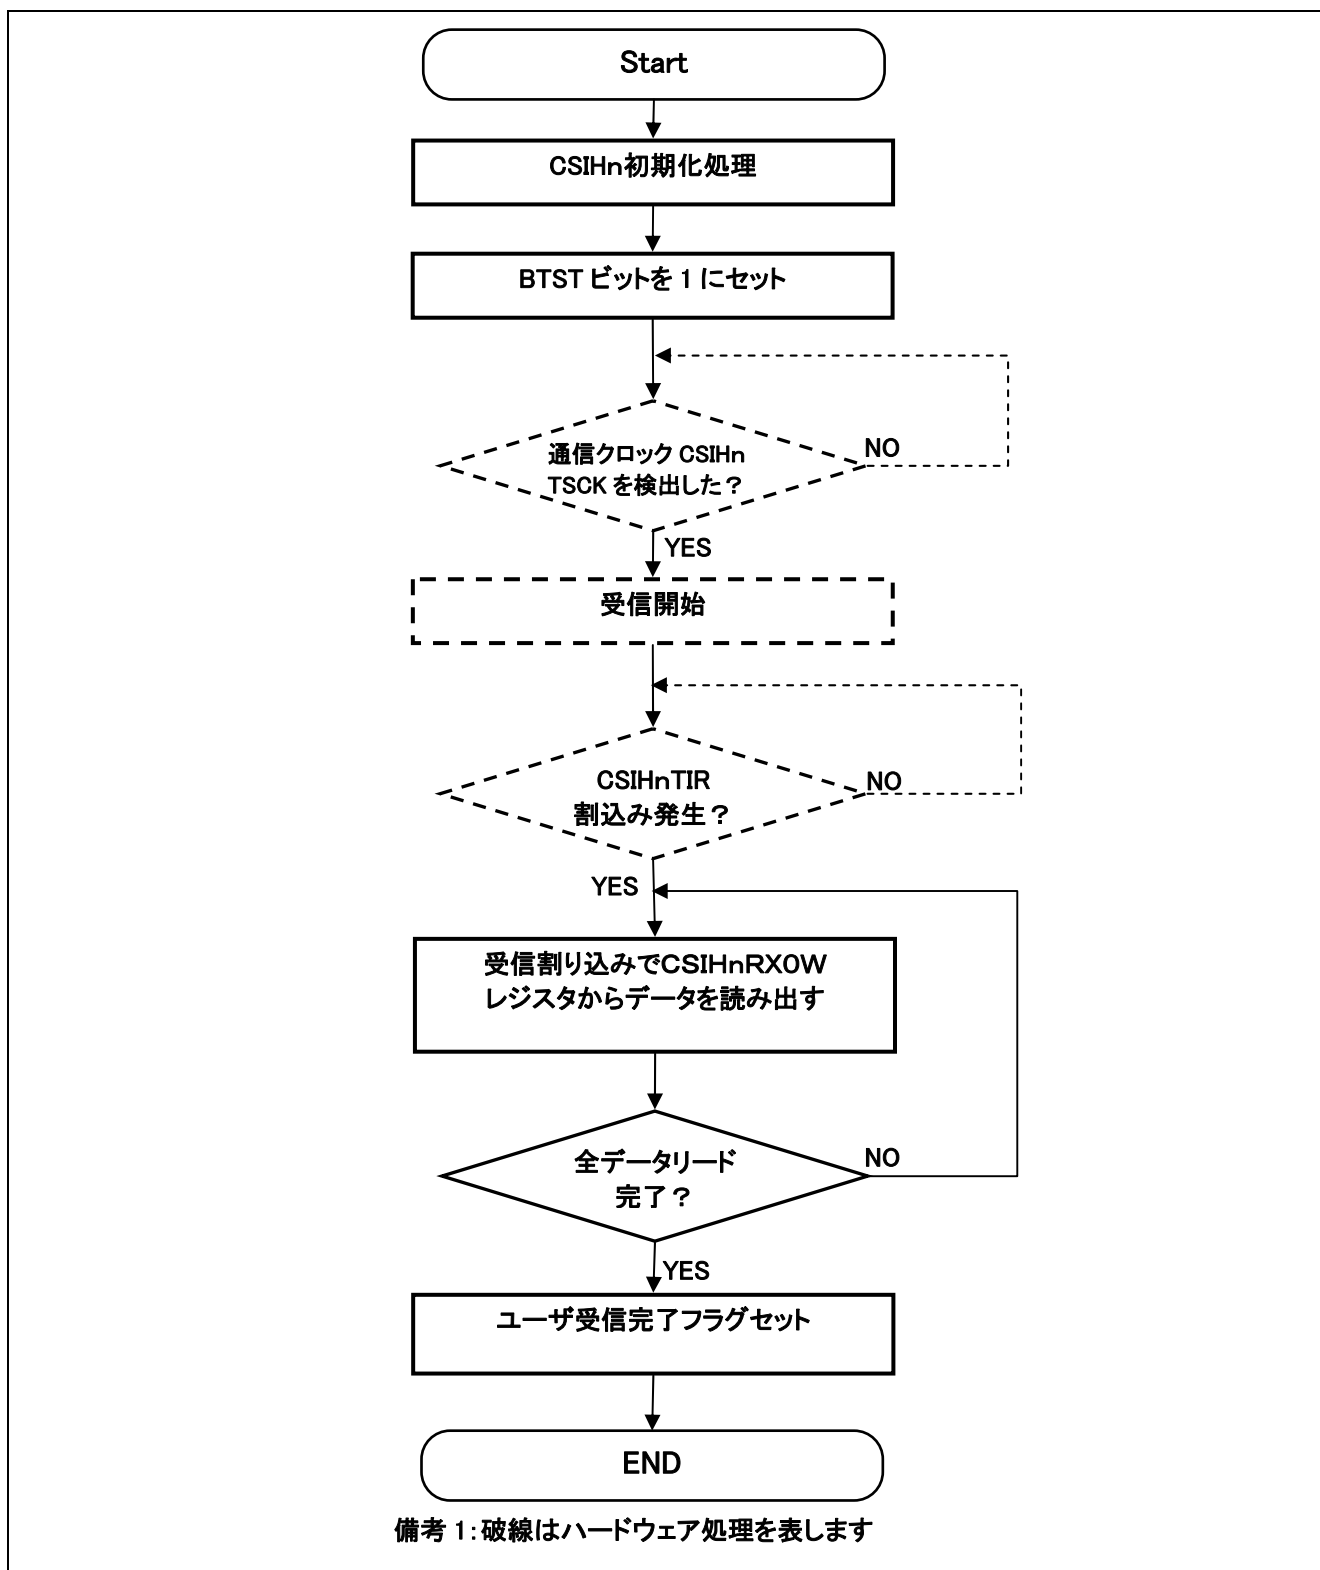 Start
CSIHn初期化処理
BTST ビットを 1 にセット
通信クロック CSIHn
TSCK を検出した？
NO
YES
受信開始
CSIHnTIR
割込み発生？
NO
YES
受信割り込みでCSIHnRX0W
レジスタからデータを読み出す
全データリード
完了？
NO
YES
ユーザ受信完了フラグセット
END
備考 1：破線はハードウェア処理を表します